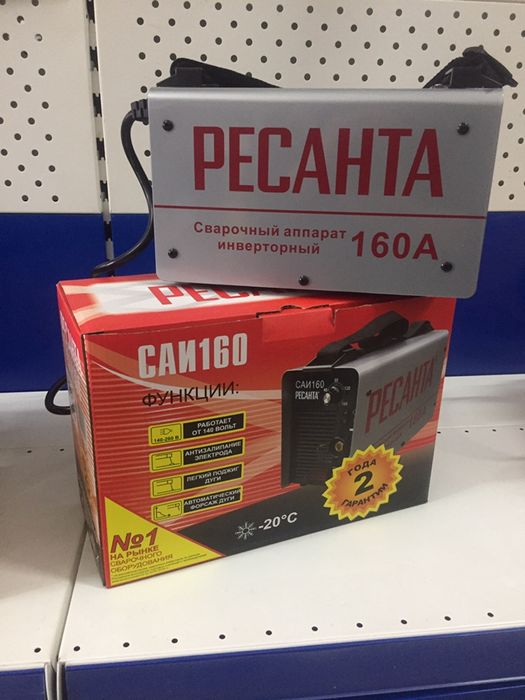 РЕСАНТА
Сварочный аппарат
инверторный
160А
РЕСАНТА
САИ160
ФУНКЦИИ:
140-260 В
РАБОТАЕТ
ОТ 140 ВОЛЬТ
АНТИЗАЛИПАНИЕ
ЭЛЕКТРОДА
ЛЕГКИЙ ПОДЖИГ
ДУГИ
АВТОМАТИЧЕСКИЙ
ФОРСАЖ ДУГИ
САИ160
РЕСАНТА
РЕСАНТА
160А
2
ГОДА
ГАРАНТИИ
-20°С
№1
НА РЫНКЕ
СВАРОЧНОГО
ОБОРУДОВАНИЯ